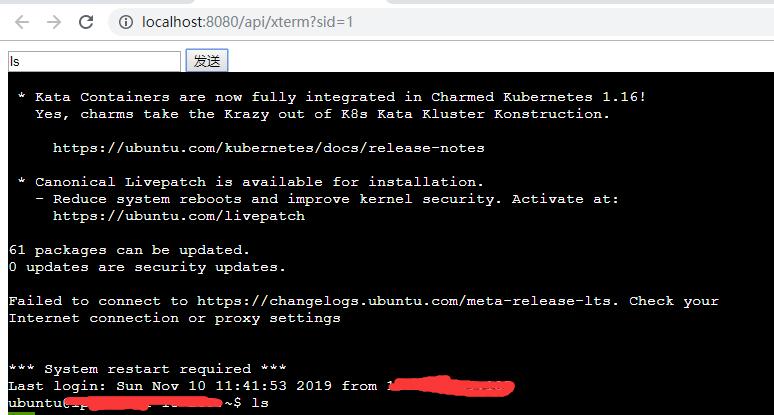 localhost:8080/api/xterm?sid=1
ls 发送
* Kata Containers are now fully integrated in Charmed Kubernetes 1.16!
Yes, charms take the Krazy out of K8s Kata Kluster Konstruction.
https://ubuntu.com/kubernetes/docs/release-notes
* Canonical Livepatch is available for installation.
- Reduce system reboots and improve kernel security. Activate at:
https://ubuntu.com/livepatch
61 packages can be updated.
0 updates are security updates.
Failed to connect to https://changelogs.ubuntu.com/meta-release-lts. Check your
Internet connection or proxy settings
*** System restart required ***
Last login: Sun Nov 10 11:41:53 2019 from
ubuntu@ ~$ ls